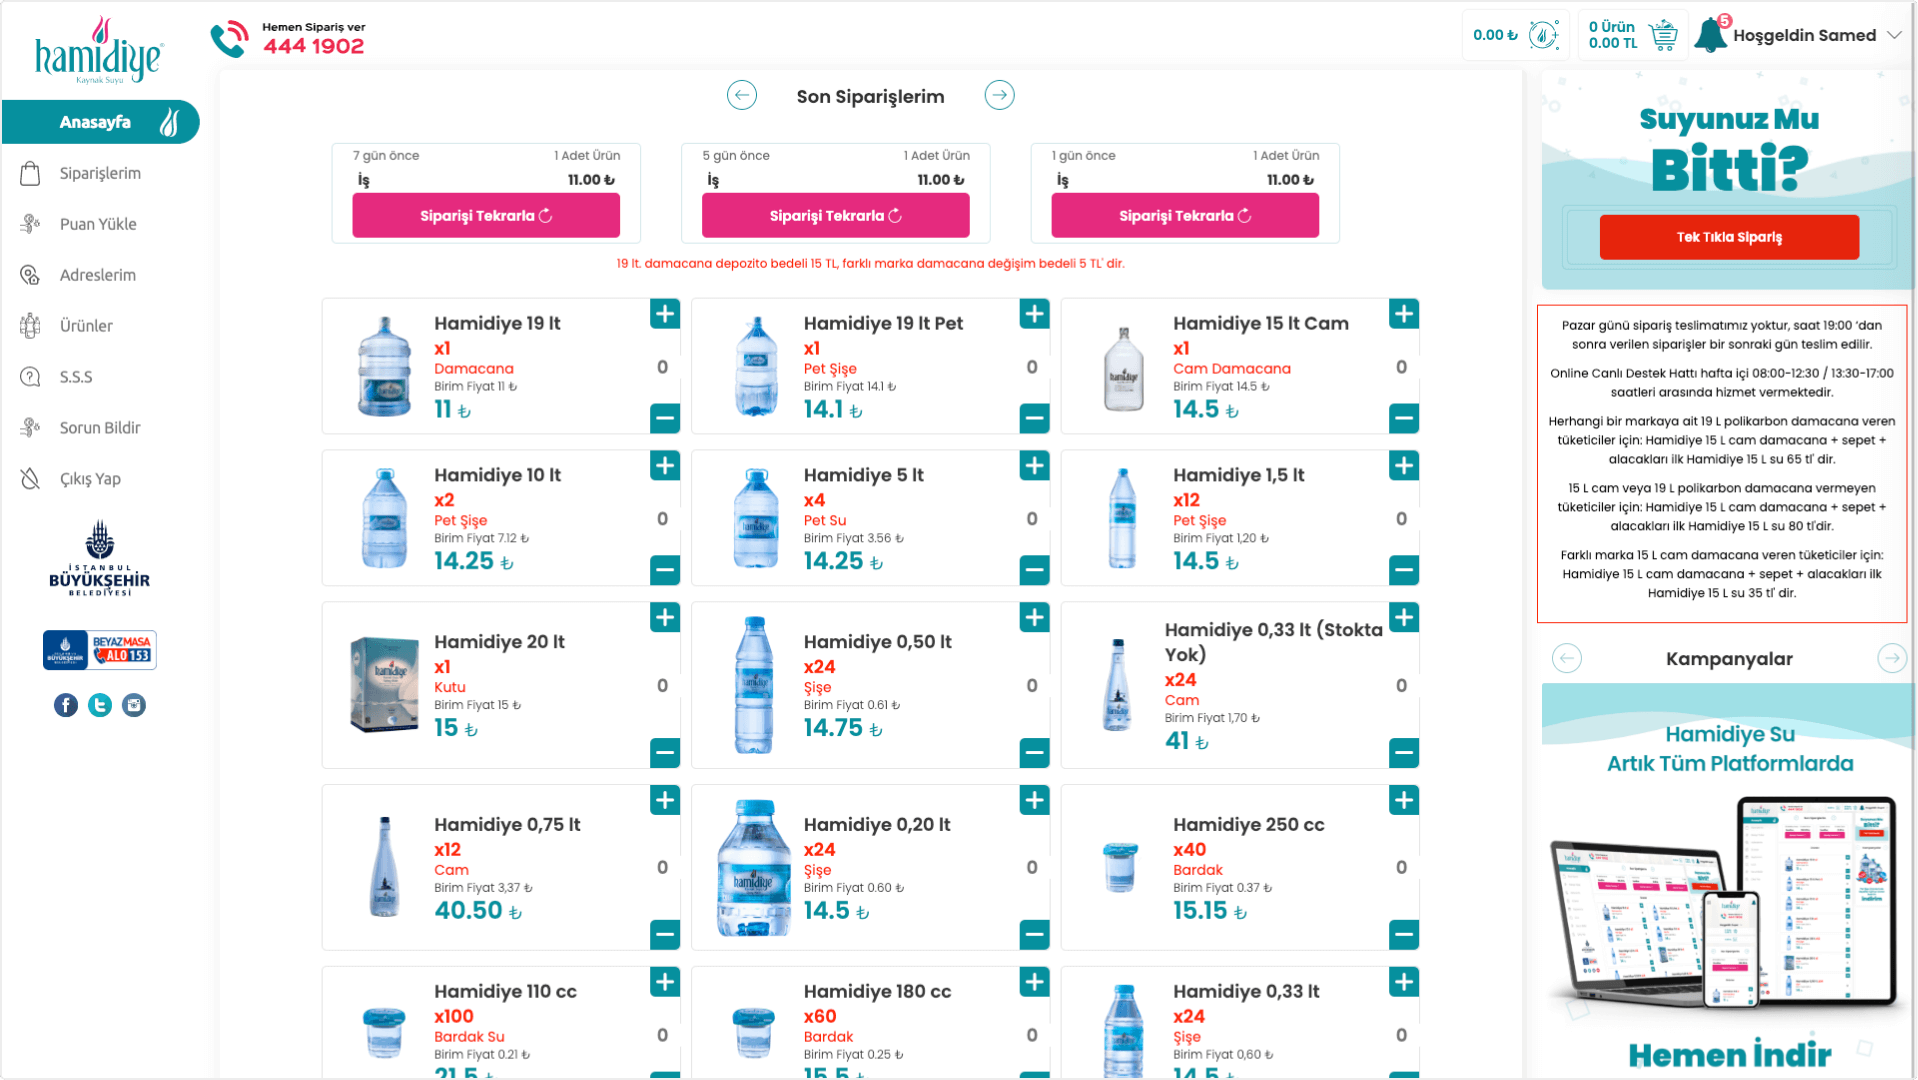 hamidiye
Kaynak Suyu
Hemen Sipariş ver
444 1902
0.00 ₺
0 Ürün
0.00 TL
5
Hoşgeldin Samed
Anasayfa
Siparişlerim
Puan Yükle
Adreslerim
Ürünler
S.S.S
Sorun Bildir
Çıkış Yap
İSTANBUL
BÜYÜKŞEHİR
BELEDİYESİ
BEYAZMASA
ALO 153
Son Siparişlerim
7 gün önce 1 Adet Ürün
İş 11.00 ₺
Siparişi Tekrarla
5 gün önce 1 Adet Ürün
İş 11.00 ₺
Siparişi Tekrarla
1 gün önce 1 Adet Ürün
İş 11.00 ₺
Siparişi Tekrarla
19 lt. damacana depozito bedeli 15 TL, farklı marka damacana değişim bedeli 5 TL' dir.
Hamidiye 19 lt
x1
Damacana
Birim Fiyat 11 ₺
11 ₺
0
Hamidiye 19 lt Pet
x1
Pet Şişe
Birim Fiyat 14.1 ₺
14.1 ₺
0
Hamidiye 15 lt Cam
x1
Cam Damacana
Birim Fiyat 14.5 ₺
14.5 ₺
0
Hamidiye 10 lt
x2
Pet Şişe
Birim Fiyat 7.12 ₺
14.25 ₺
0
Hamidiye 5 lt
x4
Pet Su
Birim Fiyat 3.56 ₺
14.25 ₺
0
Hamidiye 1,5 lt
x12
Pet Şişe
Birim Fiyat 1,20 ₺
14.5 ₺
0
Hamidiye 20 lt
x1
Kutu
Birim Fiyat 15 ₺
15 ₺
0
Hamidiye 0,50 lt
x24
Şişe
Birim Fiyat 0.61 ₺
14.75 ₺
0
Hamidiye 0,33 lt (Stokta
Yok)
x24
Cam
Birim Fiyat 1,70 ₺
41 ₺
0
Hamidiye 0,75 lt
x12
Cam
Birim Fiyat 3,37 ₺
40.50 ₺
0
Hamidiye 0,20 lt
x24
Şişe
Birim Fiyat 0.60 ₺
14.5 ₺
0
Hamidiye 250 cc
x40
Bardak
Birim Fiyat 0.37 ₺
15.15 ₺
0
Hamidiye 110 cc
x100
Bardak Su
Birim Fiyat 0.21 ₺
21.5 ₺
0
Hamidiye 180 cc
x60
Bardak
Birim Fiyat 0.25 ₺
15.5 ₺
0
Hamidiye 0,33 lt
x24
Şişe
Birim Fiyat 0,60 ₺
14.5 ₺
0
Suyunuz Mu
Bitti?
Tek Tıkla Sipariş
Pazar günü sipariş teslimatımız yoktur, saat 19:00 'dan
sonra verilen siparişler bir sonraki gün teslim edilir.
Online Canlı Destek Hattı hafta içi 08:00-12:30 / 13:30-17:00
saatleri arasında hizmet vermektedir.
Herhangi bir markaya ait 19 L polikarbon damacana veren
tüketiciler için: Hamidiye 15 L cam damacana + sepet +
alacakları ilk Hamidiye 15 L su 65 tl' dir.
15 L cam veya 19 L polikarbon damacana vermeyen
tüketiciler için: Hamidiye 15 L cam damacana + sepet +
alacakları ilk Hamidiye 15 L su 80 tl'dir.
Farklı marka 15 L cam damacana veren tüketiciler için:
Hamidiye 15 L cam damacana + sepet + alacakları ilk
Hamidiye 15 L su 35 tl' dir.
Kampanyalar
Hamidiye Su
Artık Tüm Platformlarda
Hemen İndir